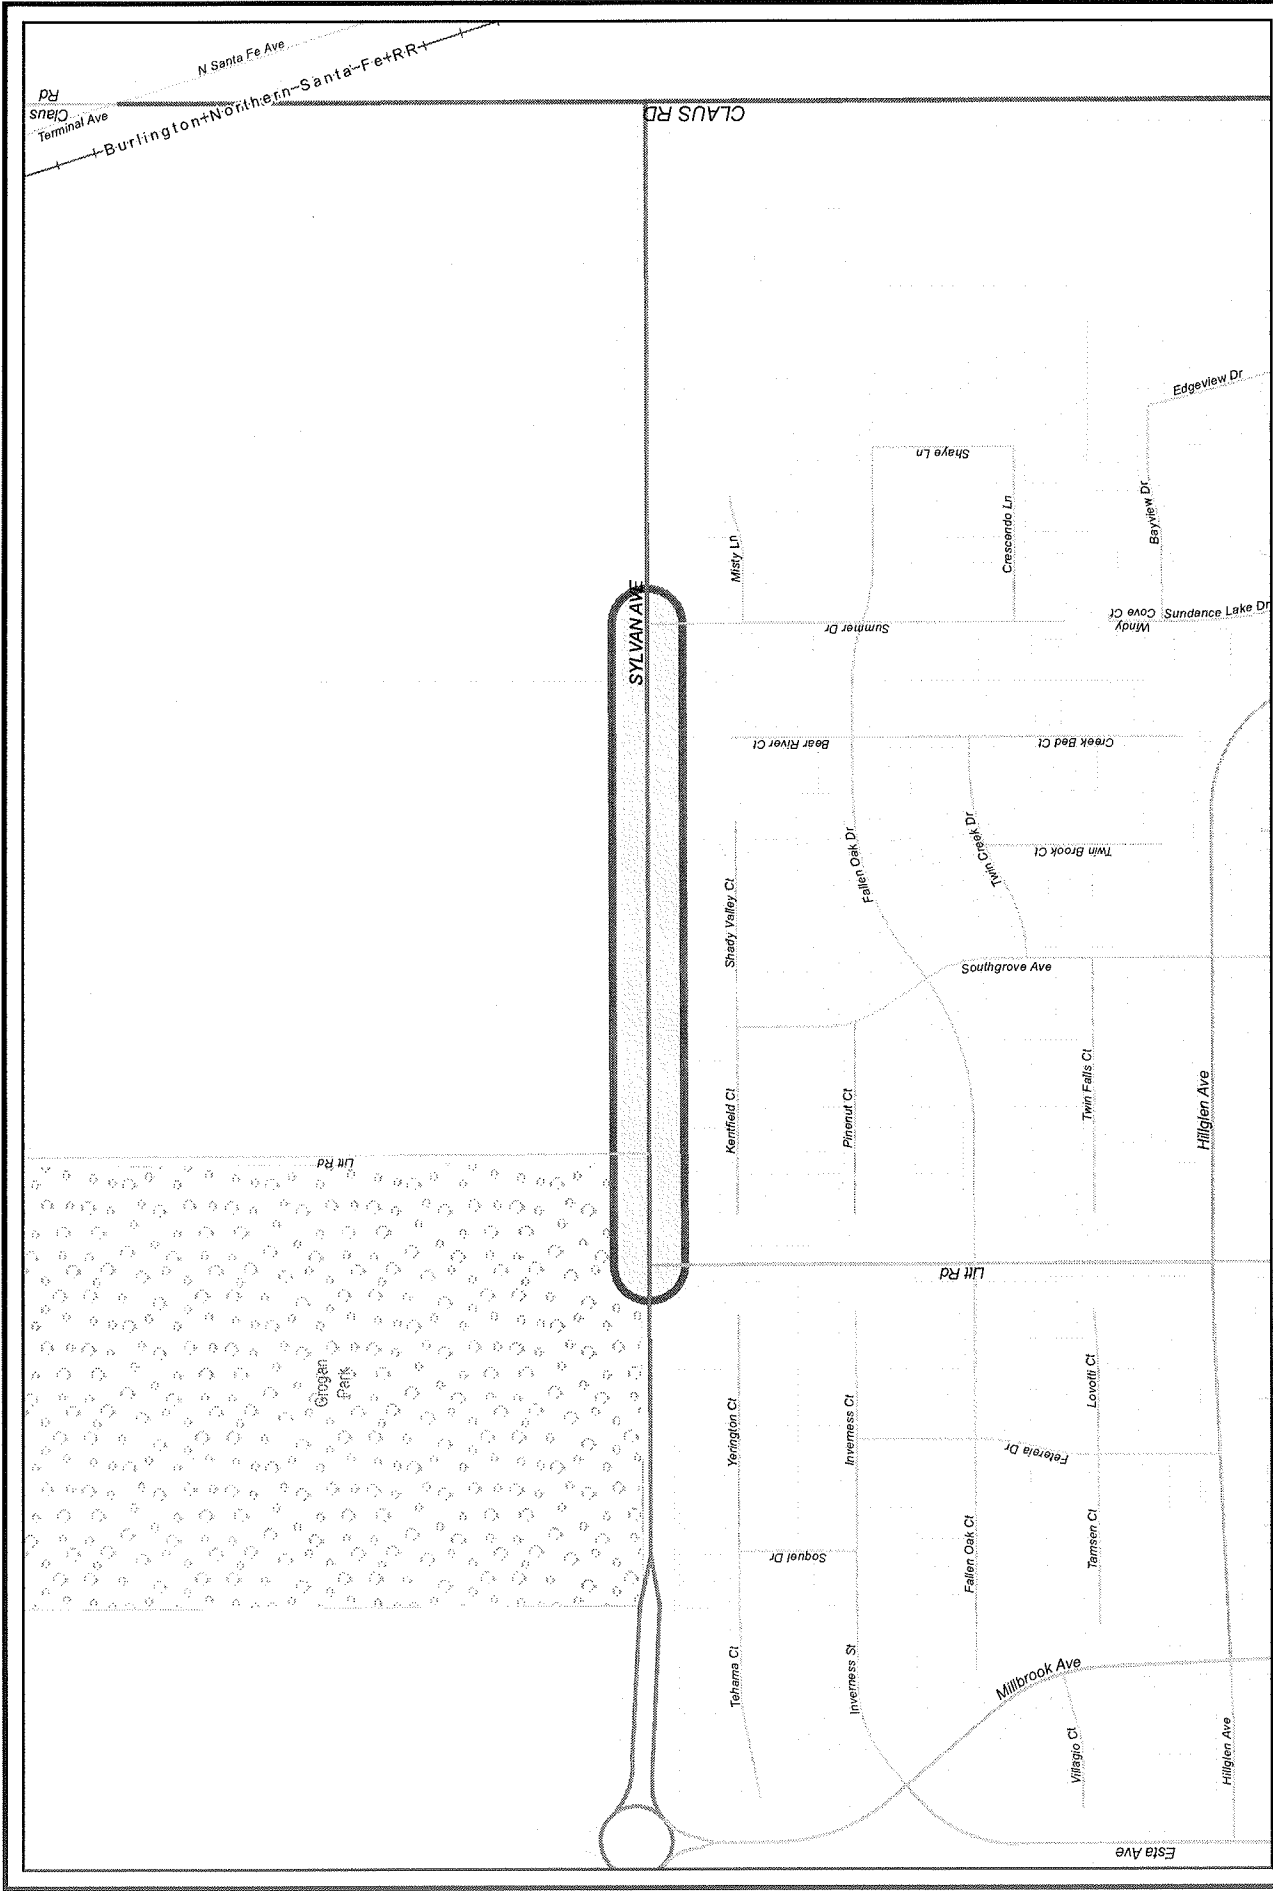 N Santa Fe Ave
Burlington Northern Santa Fe RR
Claus
Rd
Terminal Ave
CLAUS RD
Edgeview Dr
Shaye Ln
Crescendo Ln
Bayview Dr
Misty Ln
SYLVAN AVE
Summer Dr
Windy
Cove Ct
Sundance Lake Dr
Bear River Ct
Creek Bed Ct
Fallen Oak Dr
Twin Creek Dr
Twin Brook Ct
Shady Valley Ct
Southgrove Ave
Kentfield Ct
Pinenut Ct
Twin Falls Ct
Hillglen Ave
Litt Rd
Litt Rd
Grogan
Park
Yerington Ct
Inverness Ct
Lovotti Ct
Fetereia Dr
Soquel Dr
Fallen Oak Ct
Tamsen Ct
Tehama Ct
Inverness St
Millbrook Ave
Villagio Ct
Hillglen Ave
Esta Ave